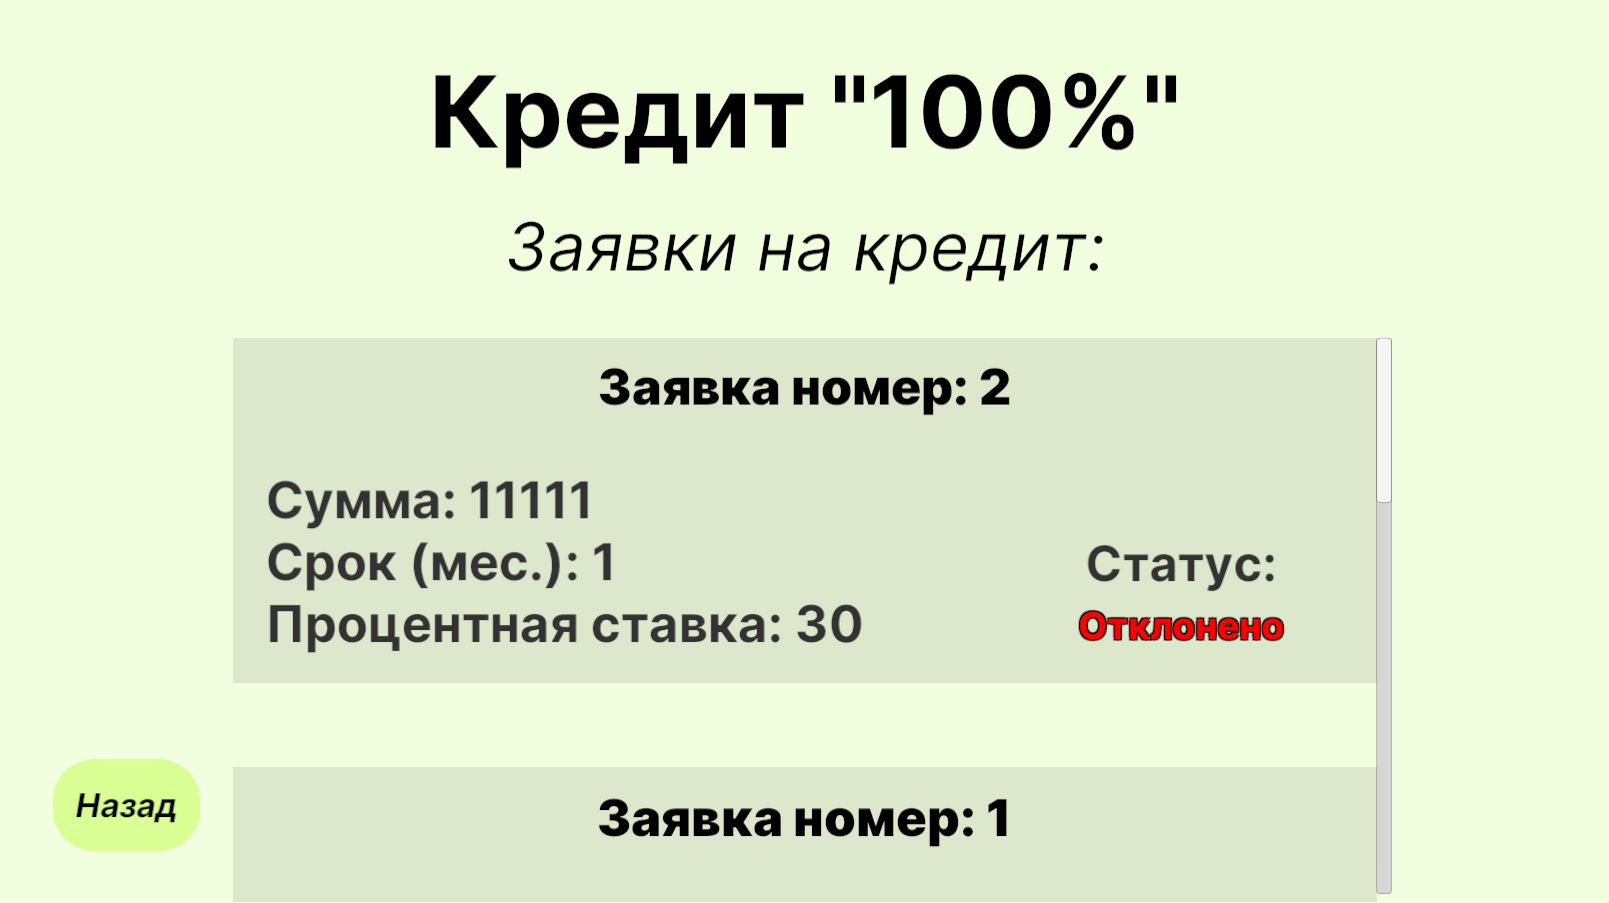 Кредит "100%"
Заявки на кредит:
Заявка номер: 2
Сумма: 11111
Срок (мес.): 1
Процентная ставка: 30
Статус:
Отклонено
Назад
Заявка номер: 1